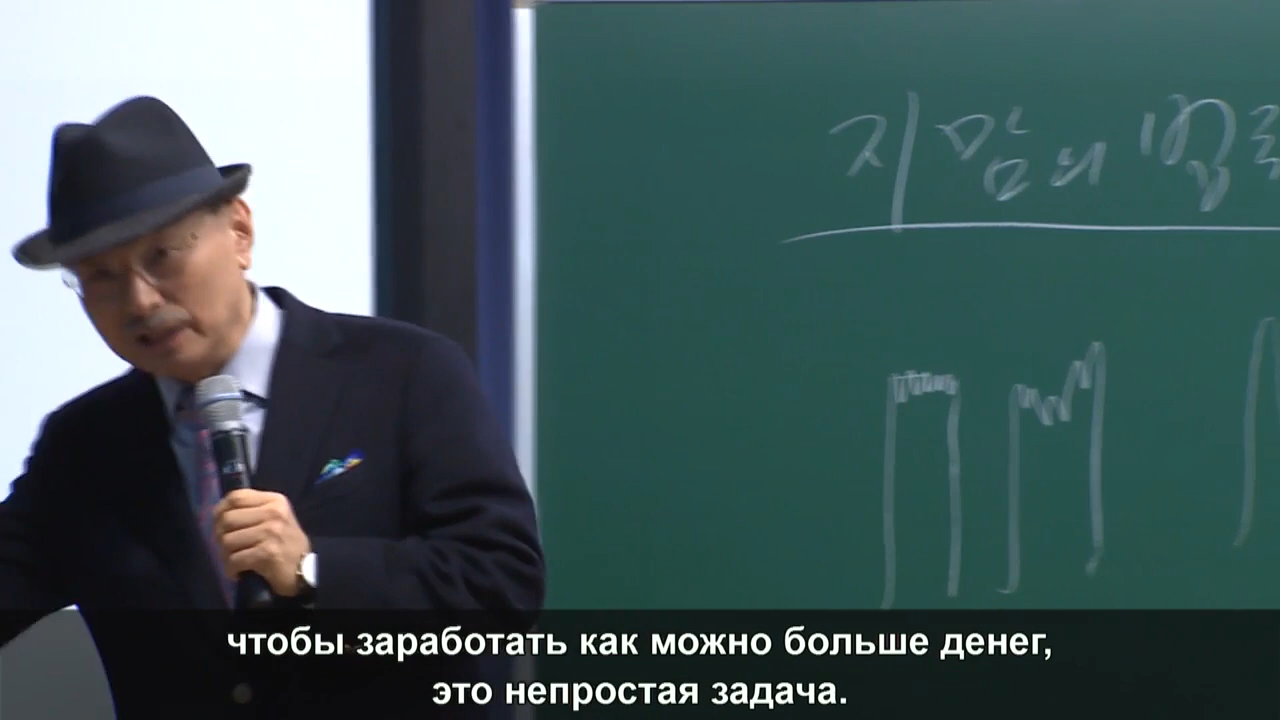 чтобы заработать как можно больше денег,
это непростая задача.